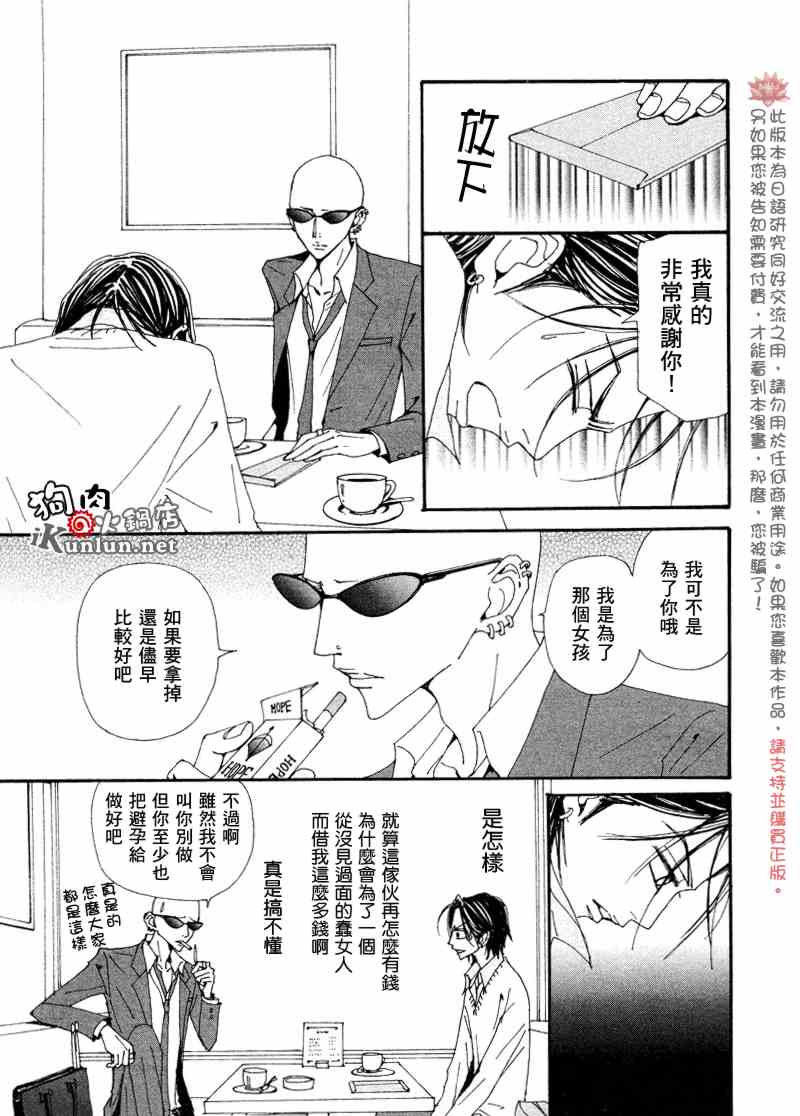 放下
我真的
非常感謝你！
我可不是
為了你哦
我是為了
那個女孩
如果要拿掉
還是儘早
比較好吧
HOPE
HOPE
HOPE
是怎樣
就算這傢伙再怎麼有錢
為什麼會為了一個
從沒見過面的蠢女人
而借我這麼多錢啊
真是搞不懂
不過啊
雖然我不會
叫你別做
但你至少也
把避孕給
做好吧
真是的
怎麼大家
都是這樣
狗肉
火鍋店
iKunlun.net
此版本為日語研究同好交流之用，請勿用於任何商業用途。如果您喜歡本作品，請支持並購買正版。
另如果您被告知需要付費，才能看到本漫畫，那麼，您被騙了！